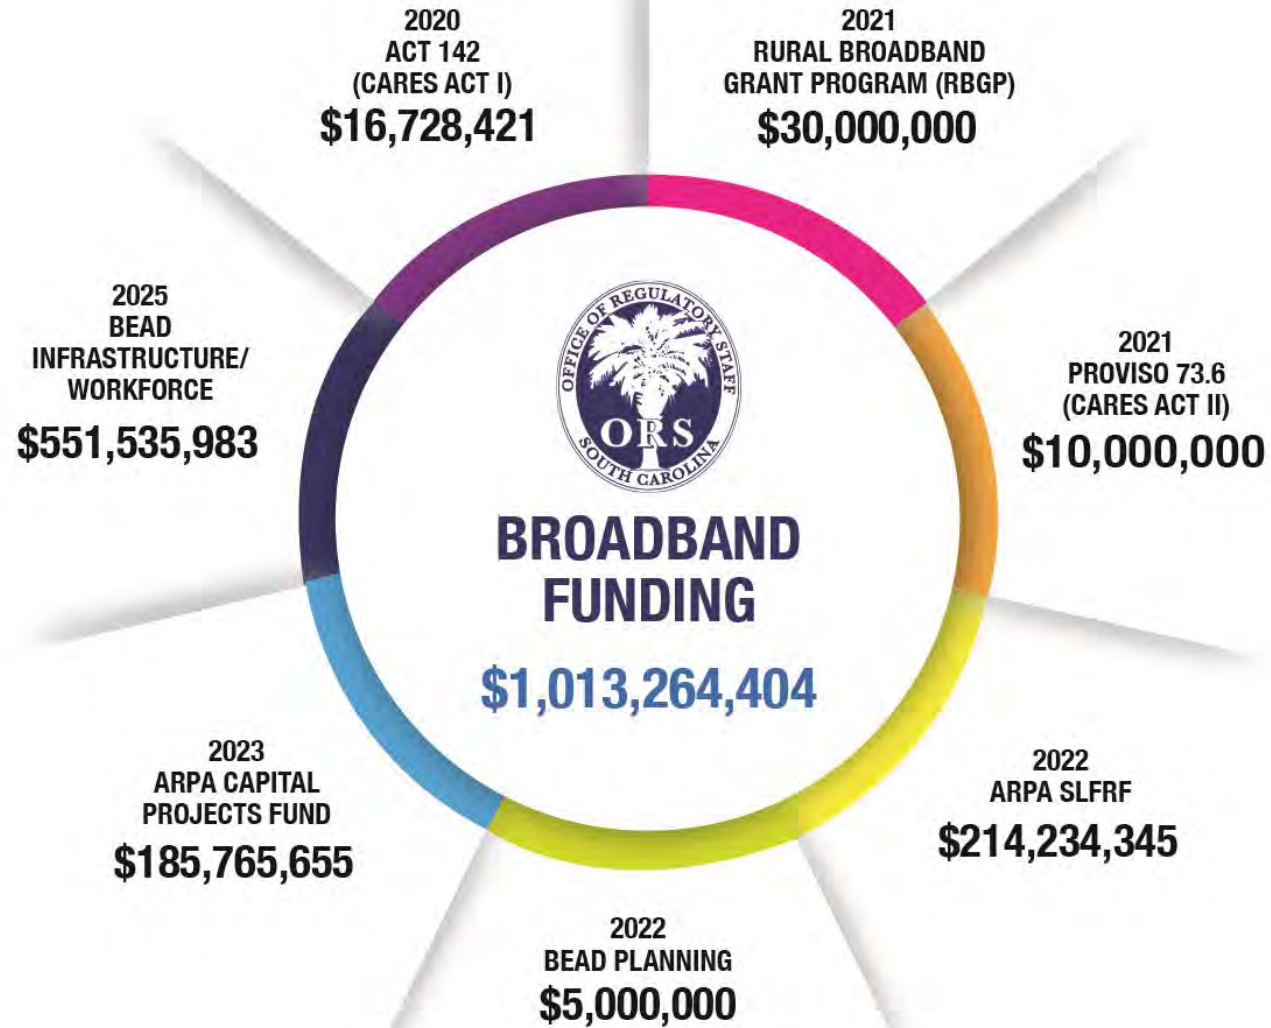 2020
ACT 142
(CARES ACT I)
$16,728,421
2021
RURAL BROADBAND
GRANT PROGRAM (RBGP)
$30,000,000
2021
PROVISO 73.6
(CARES ACT II)
$10,000,000
2022
ARPA SLFRF
$214,234,345
2022
BEAD PLANNING
$5,000,000
2023
ARPA CAPITAL
PROJECTS FUND
$185,765,655
2025
BEAD
INFRASTRUCTURE/
WORKFORCE
$551,535,983
OFFICE OF REGULATORY STAFF
ORS
SOUTH CAROLINA
BROADBAND
FUNDING
$1,013,264,404